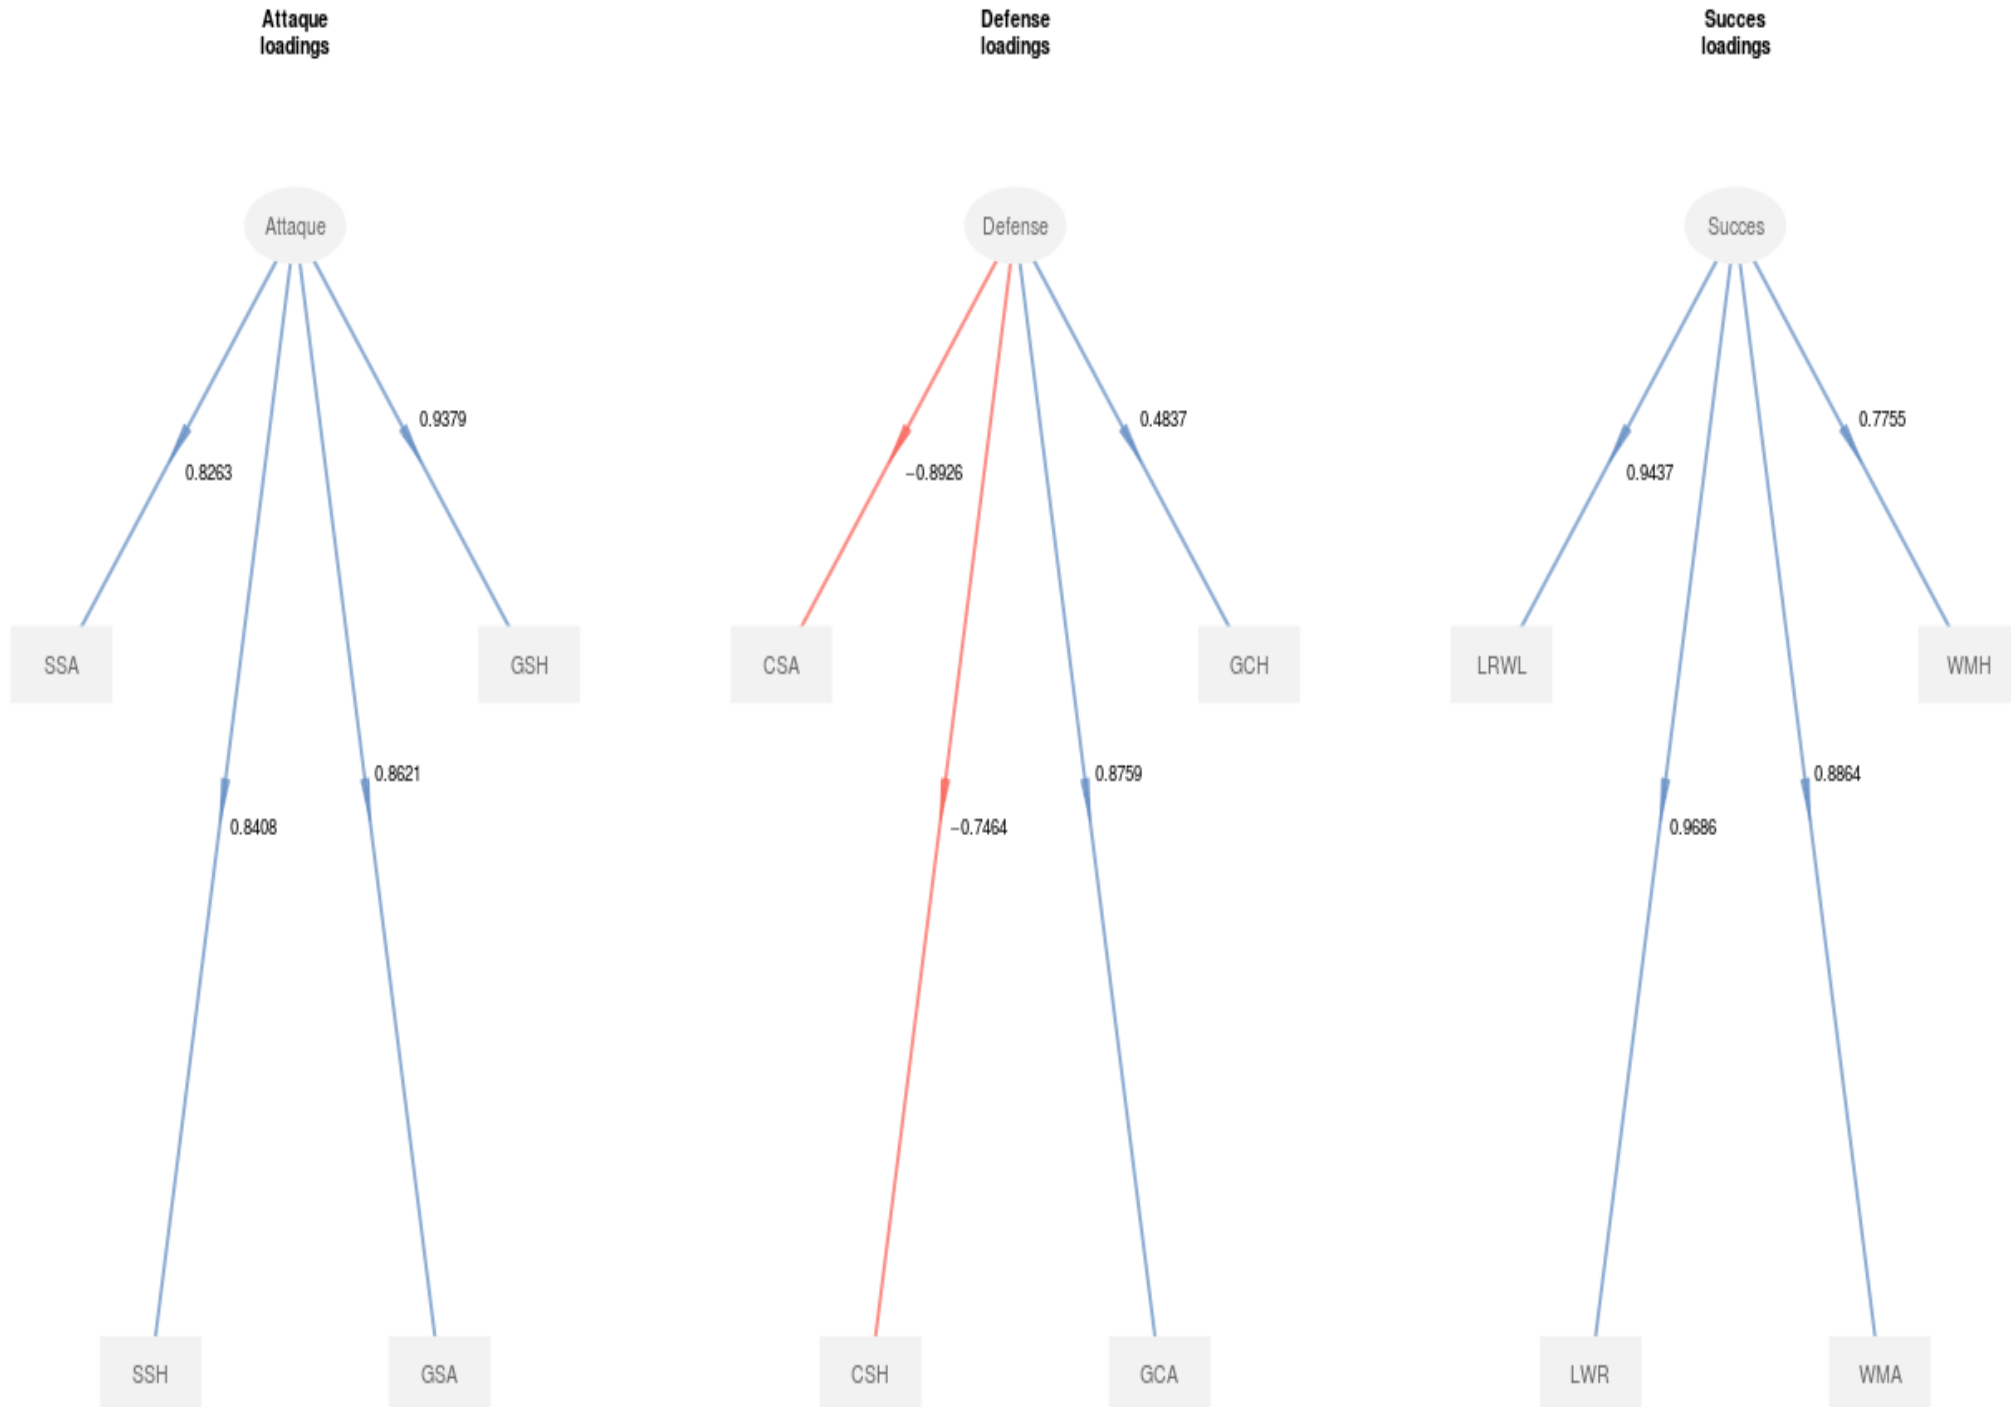 Attaque
loadings
Defense
loadings
Succes
loadings
Attaque
Defense
Succes
0.9379
0.4837
0.7755
0.8263
−0.8926
0.9437
SSA
GSH
CSA
GCH
LRWL
WMH
0.8621
0.8759
0.8864
0.8408
−0.7464
0.9686
SSH
GSA
CSH
GCA
LWR
WMA